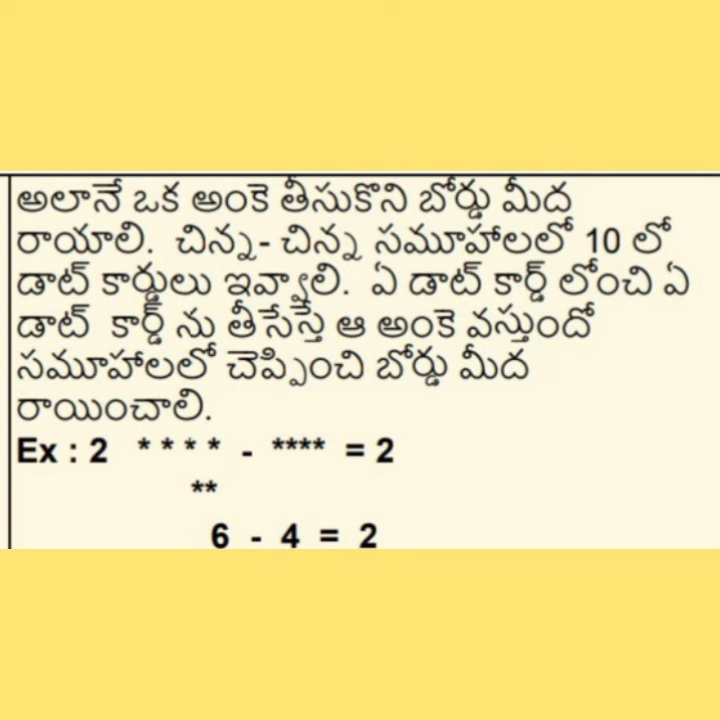 అలానే ఒక అంకె తీసుకొని బోర్డు మీద
రాయాలి. చిన్న- చిన్న సమూహాలలో 10 లో
డాట్ కార్డులు ఇవ్వాలి. ఏ డాట్ కార్డ్ లోంచి ఏ
డాట్ కార్డ్ ను తీసేస్తే ఆ అంకె వస్తుందో
సమూహాలలో చెప్పించి బోర్డు మీద
రాయించాలి.
Ex : 2 * * * * - **** = 2
**
6 - 4 = 2